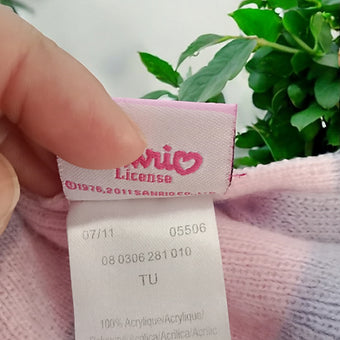 License
©1976,2011 SANRIO CO.,
07/11 05506
08 0306 281 010
TU
100% Acrylique/Acrylique/